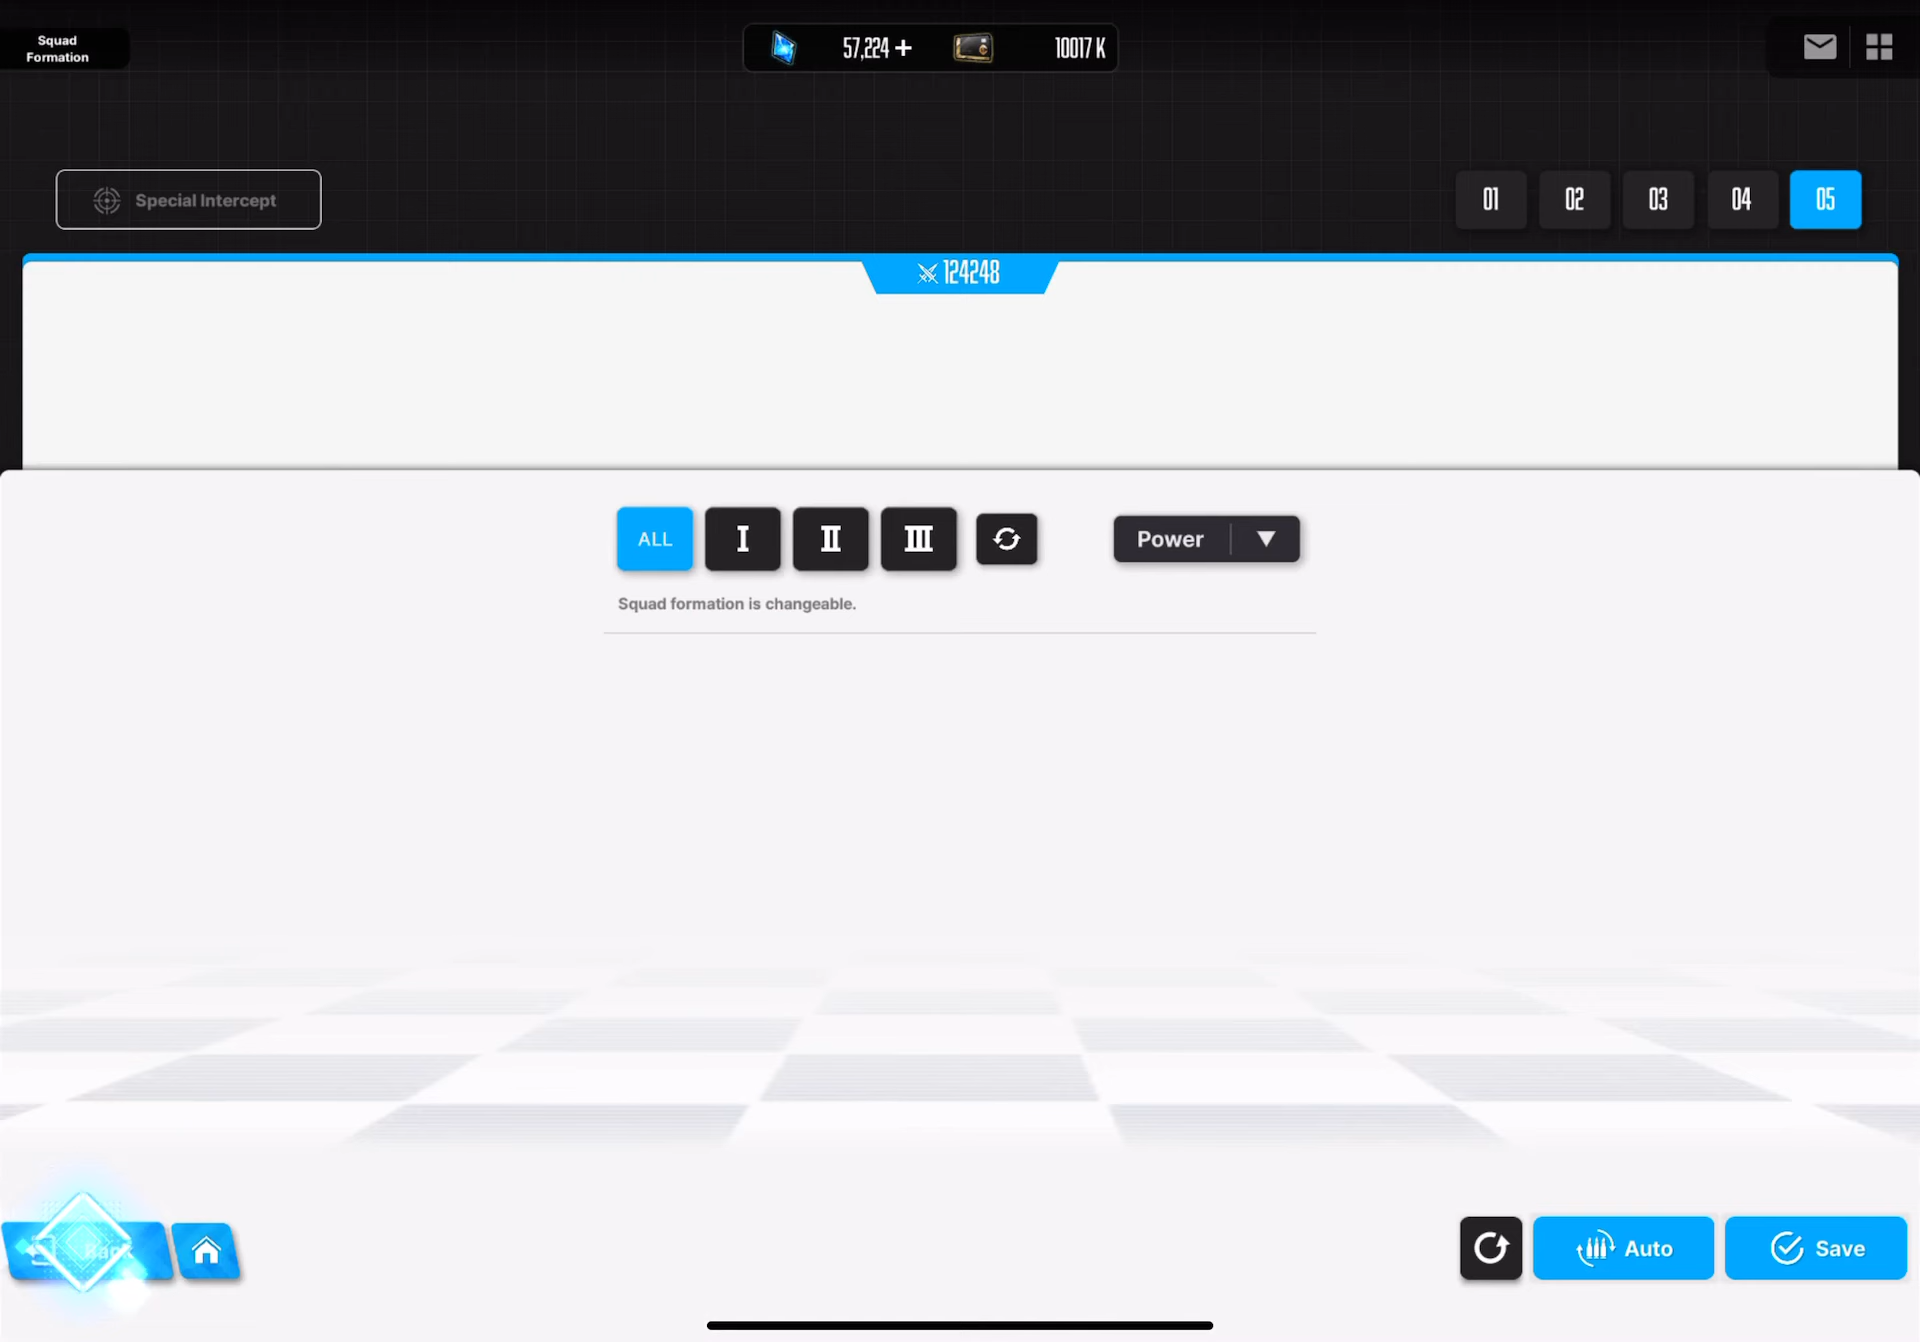 Squad
Formation
57,224 +
10017 K
Special Intercept
01
02
03
04
05
124248
ALL
I
II
III
Power
Squad formation is changeable.
Back
Auto
Save